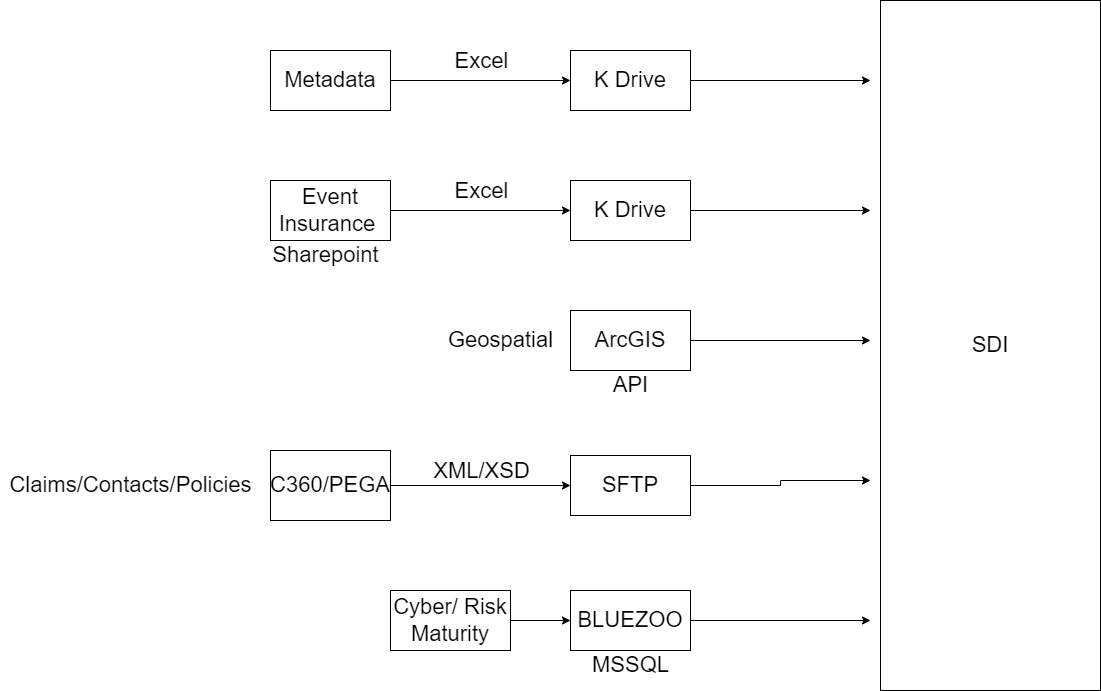 Metadata
Excel
K Drive
Event
Insurance
Sharepoint
Excel
K Drive
Geospatial
ArcGIS
API
SDI
Claims/Contacts/Policies
C360/PEGA
XML/XSD
SFTP
Cyber/ Risk
Maturity
BLUEZOO
MSSQL